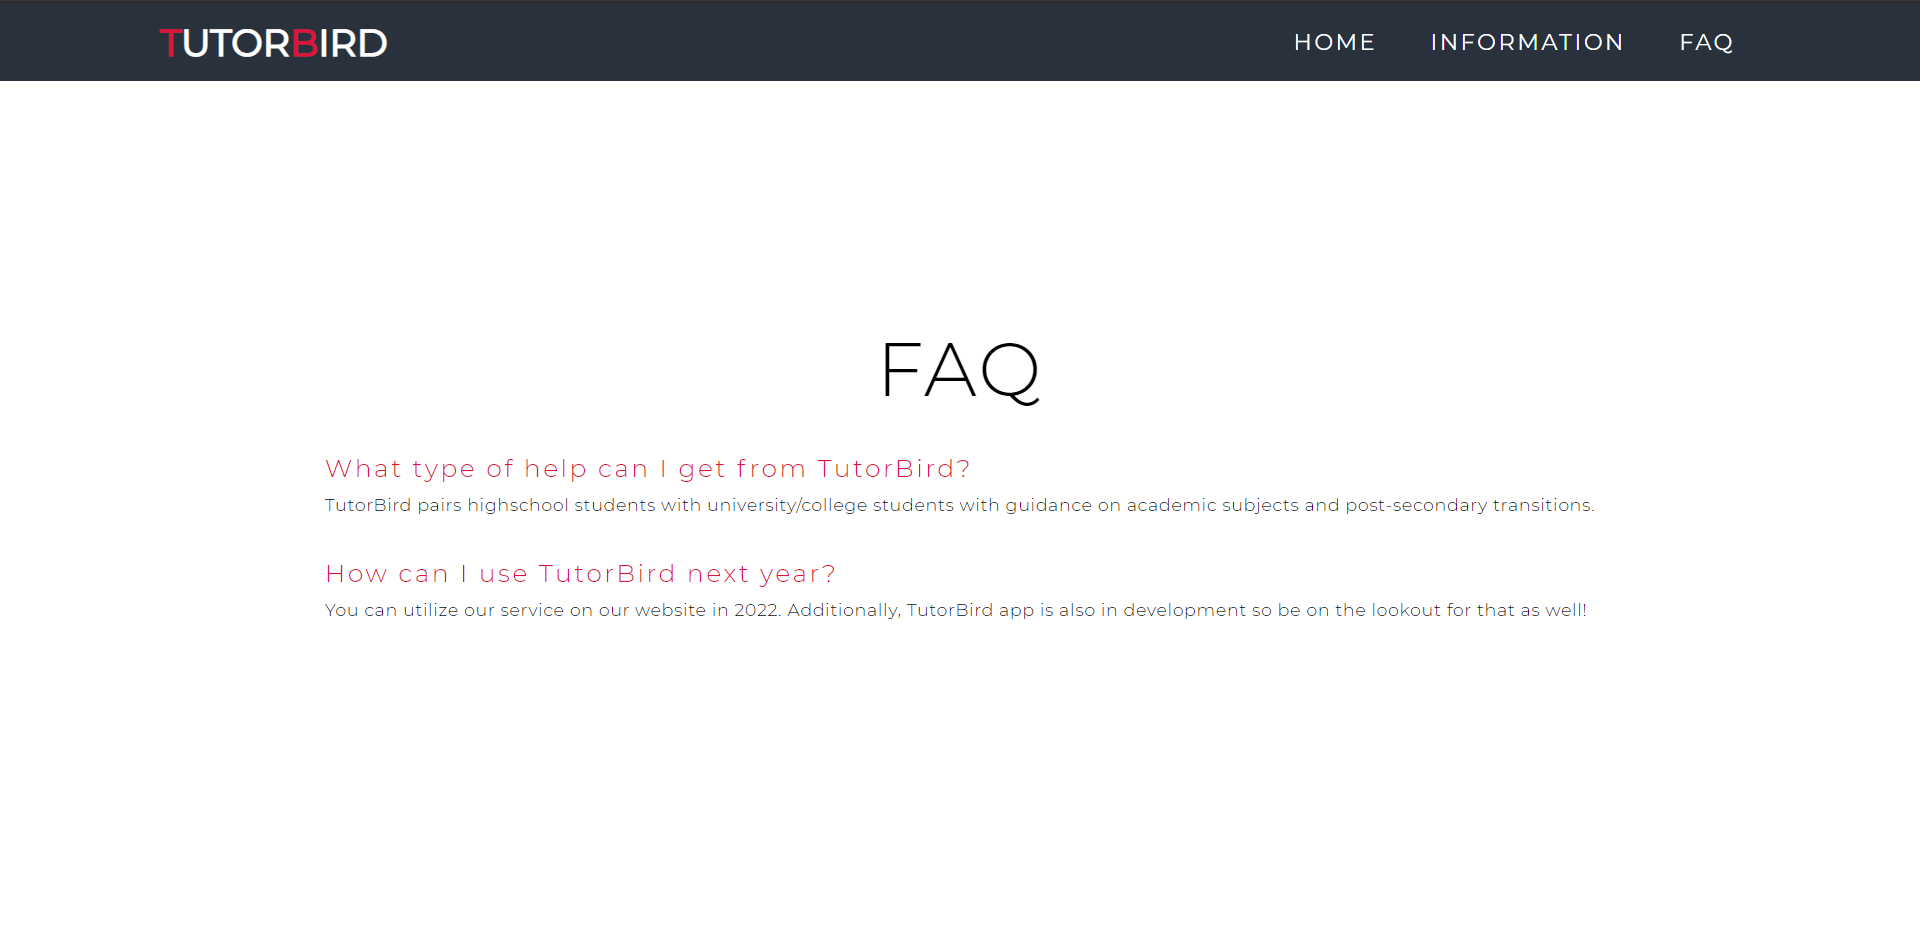 TUTORBIRD
HOME INFORMATION FAQ
FAQ
What type of help can I get from TutorBird?
TutorBird pairs highschool students with university/college students with guidance on academic subjects and post-secondary transitions.
How can I use TutorBird next year?
You can utilize our service on our website in 2022. Additionally, TutorBird app is also in development so be on the lookout for that as well!